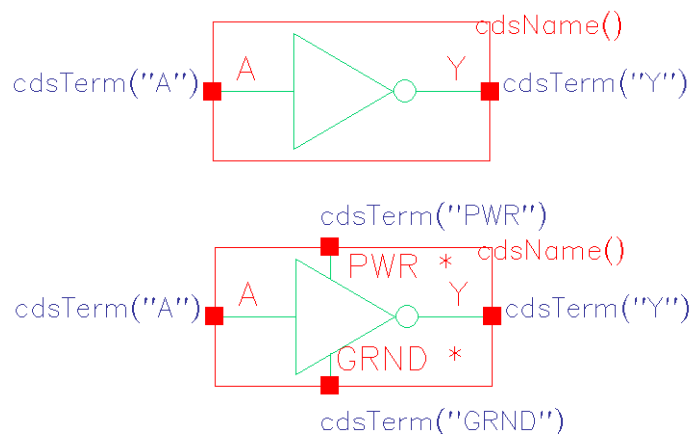 cdsName()
cdsTerm("A") A Y cdsTerm("Y")
cdsTerm("PWR")
cdsName()
PWR *
cdsTerm("A") A Y cdsTerm("Y")
GRND *
cdsTerm("GRND")